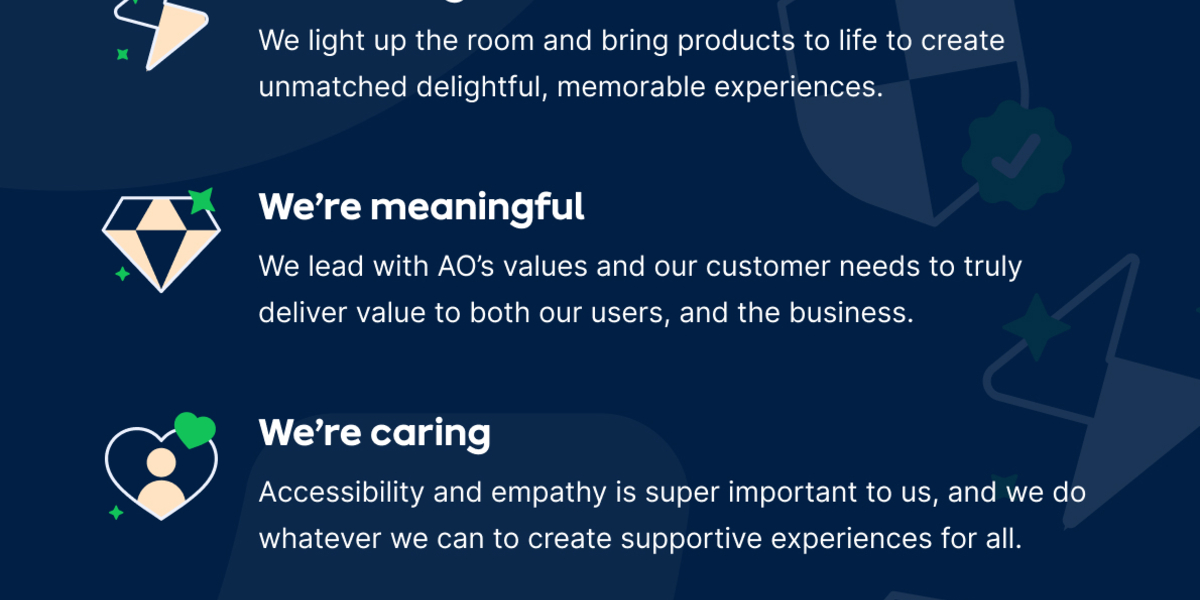 We light up the room and bring products to life to create
unmatched delightful, memorable experiences.
We’re meaningful
We lead with AO’s values and our customer needs to truly
deliver value to both our users, and the business.
We’re caring
Accessibility and empathy is super important to us, and we do
whatever we can to create supportive experiences for all.